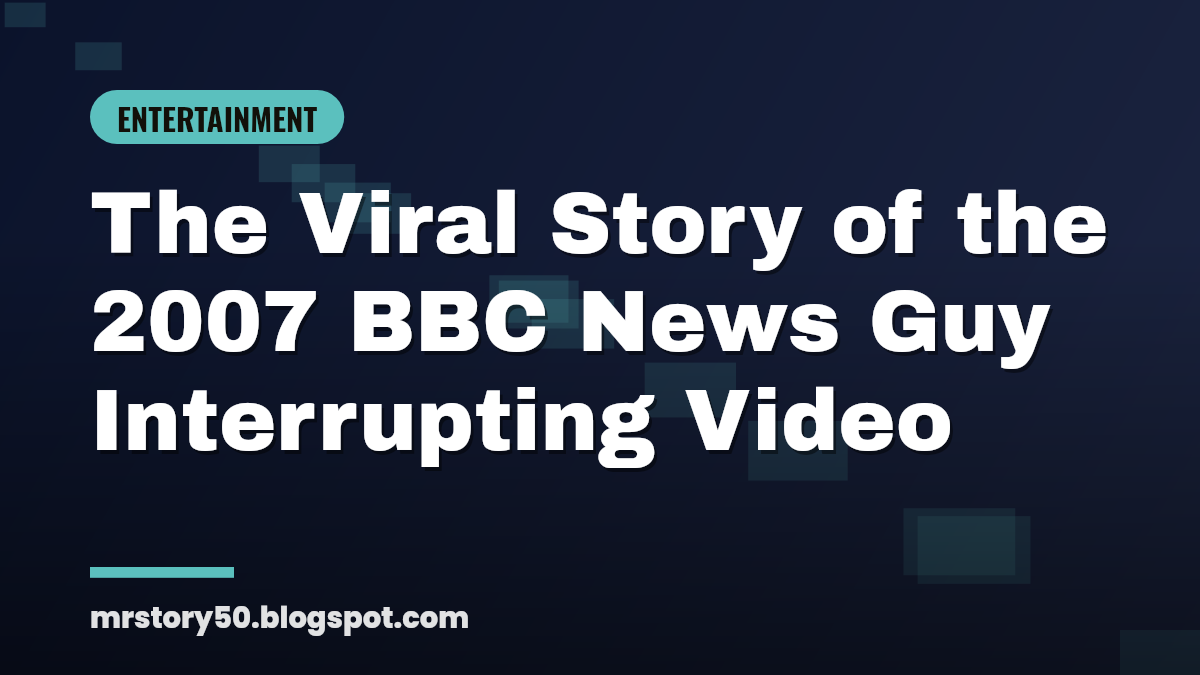 ENTERTAINMENT
The Viral Story of the
2007 BBC News Guy
Interrupting Video
mrstory50.blogspot.com